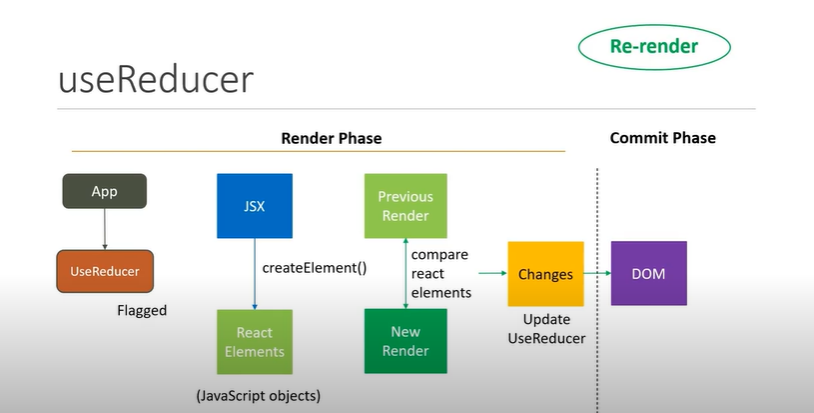 Re-render
useReducer
Render Phase
Commit Phase
App
UseReducer
Flagged
JSX
createElement()
React
Elements
(JavaScript objects)
Previous
Render
compare
react
elements
New
Render
Changes
Update
UseReducer
DOM